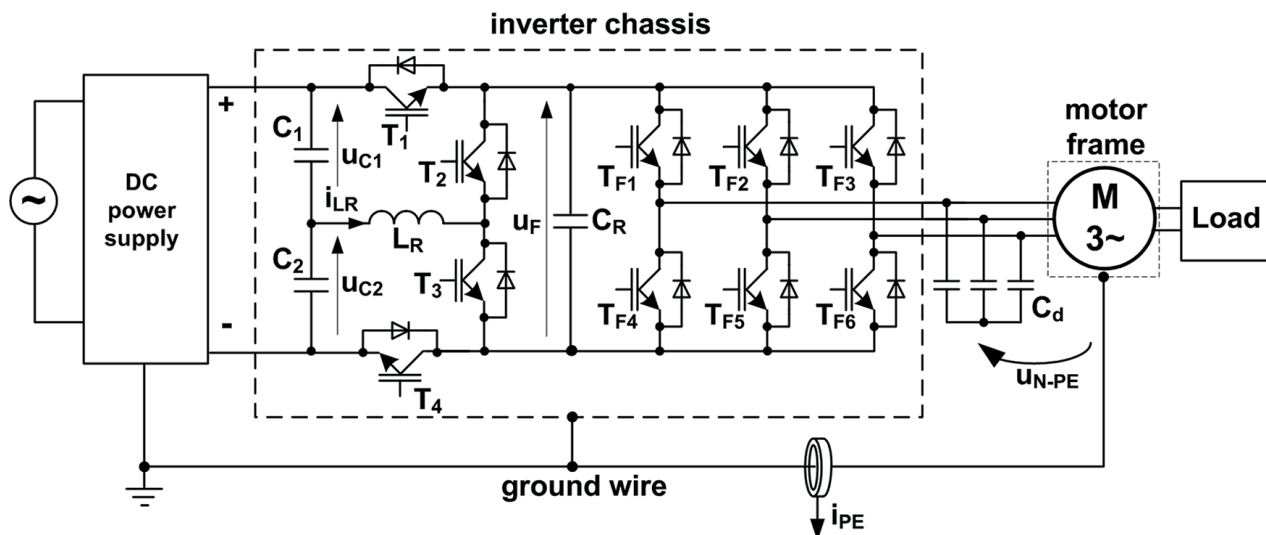 inverter chassis
DC
power
supply
+
-
~
C1
C2
uC1
uC2
iLR
LR
T1
T2
T3
T4
uF
CR
TF1
TF2
TF3
TF4
TF5
TF6
motor
frame
M
3~
Load
Cd
uN-PE
ground wire
iPE